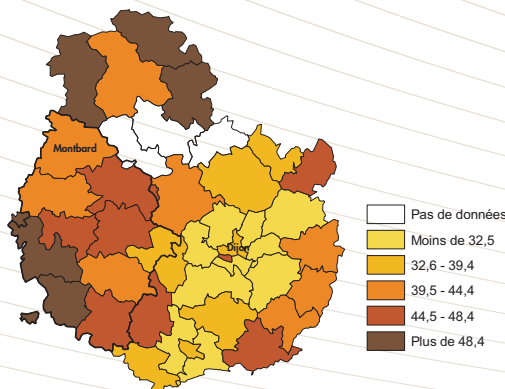 Montbard
Dijon
Pas de données
Moins de 32,5
32,6 - 39,4
39,5 - 44,4
44,5 - 48,4
Plus de 48,4